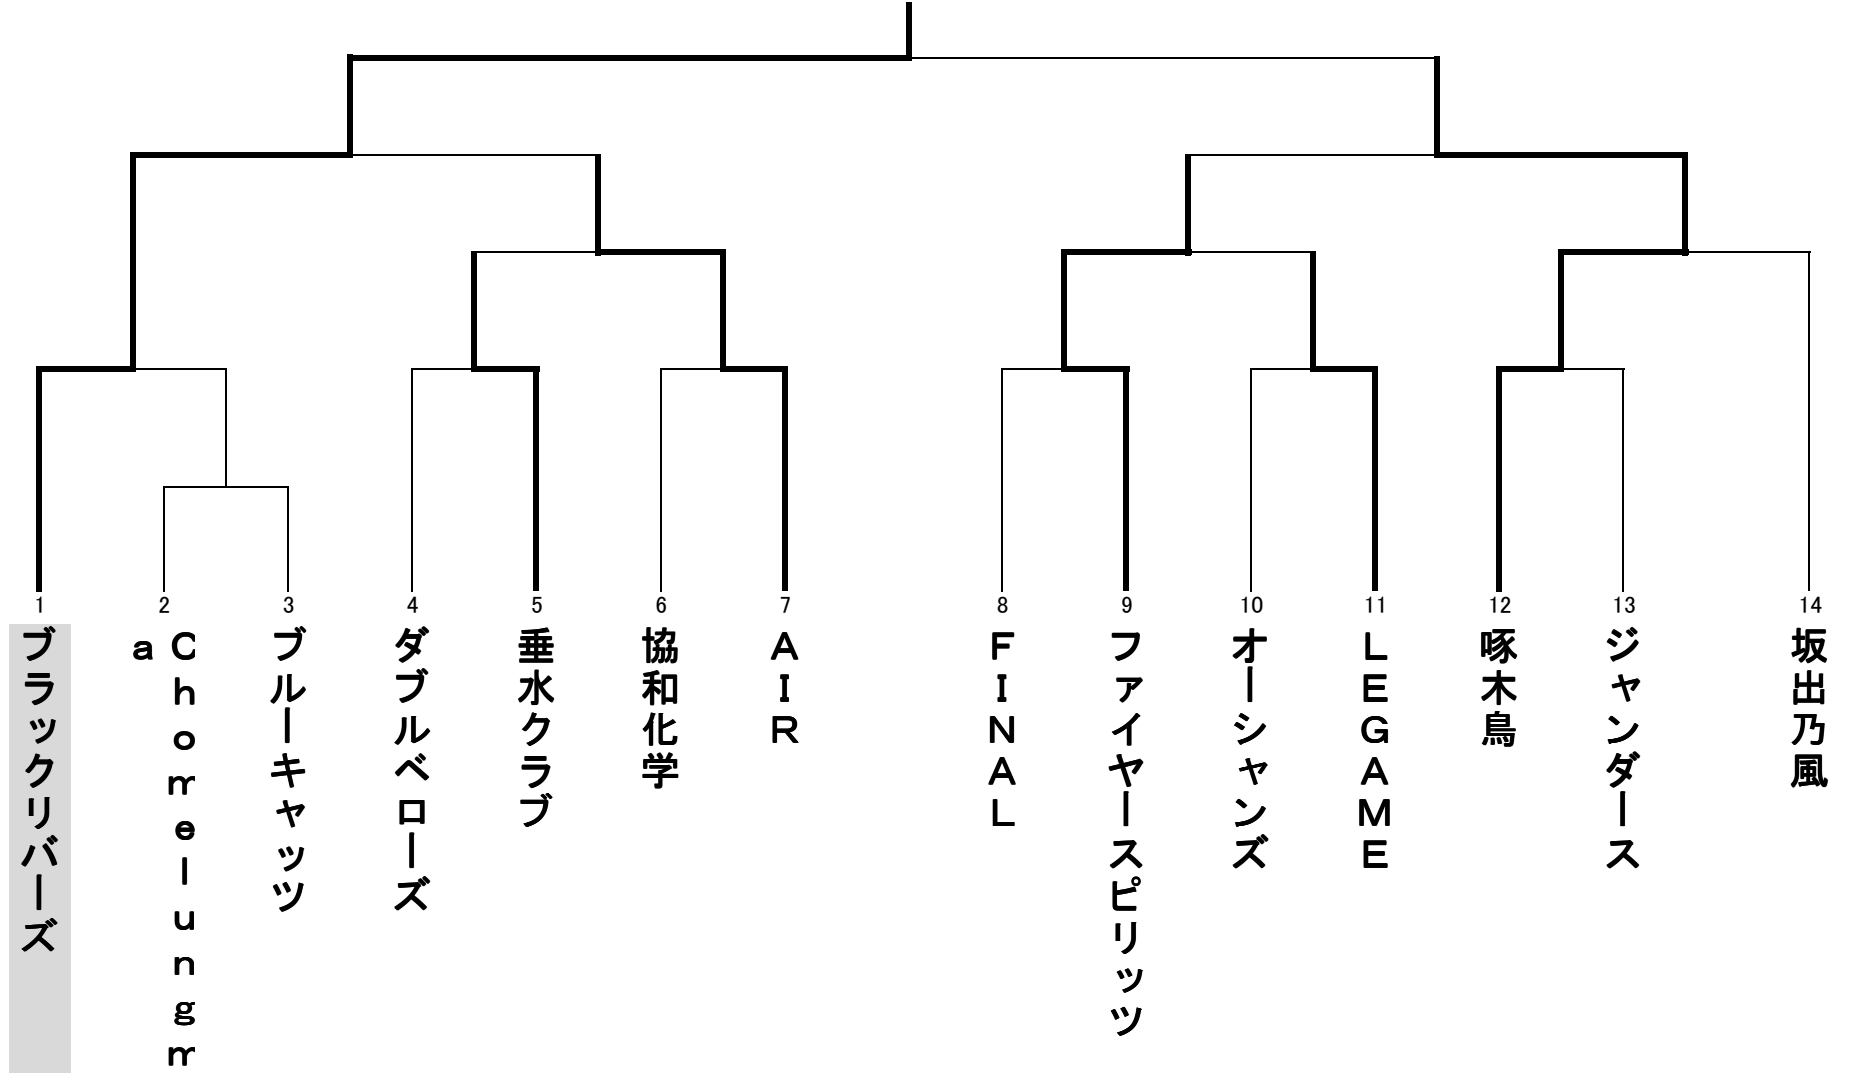 1
ブラックリバーズ
2
Chomelungma
3
ブルーキャッツ
4
ダブルベローズ
5
垂水クラブ
6
協和化学
7
AIR
8
FINAL
9
ファイヤースピリッツ
10
オーシャンズ
11
LEGAME
12
啄木鳥
13
ジャンダース
14
坂出乃風